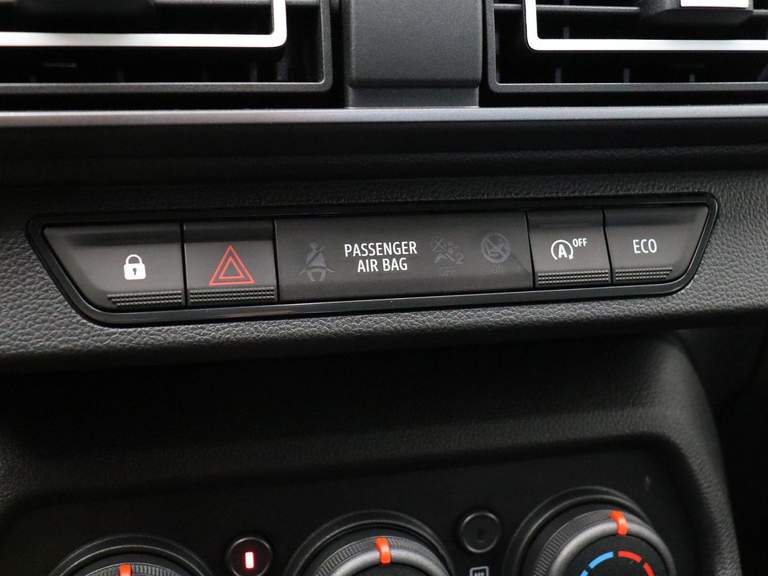 PASSENGER
AIR BAG
A OFF
ECO